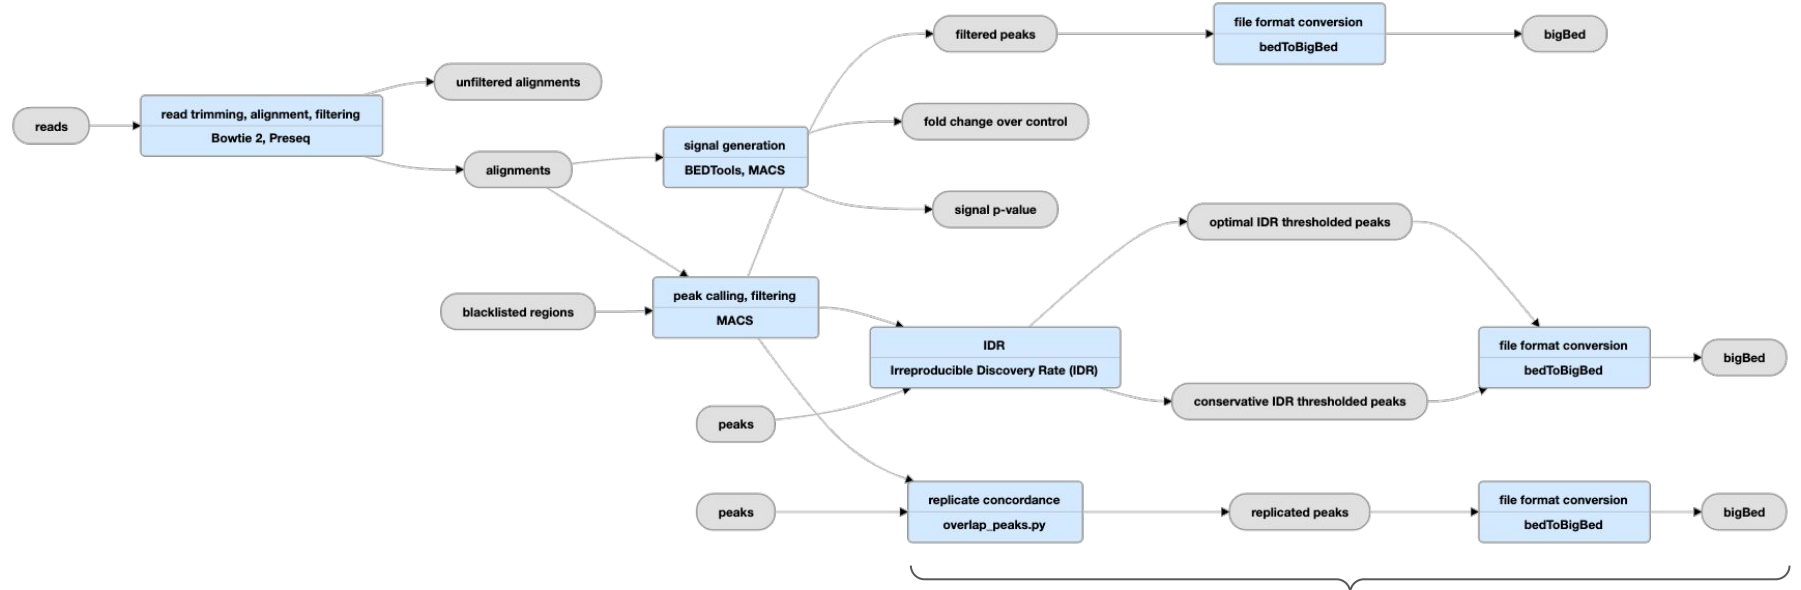 filtered peaks
file format conversion
bedToBigBed
bigBed
unfiltered alignments
reads
read trimming, alignment, filtering
Bowtie 2, Preseq
fold change over control
signal generation
BEDTools, MACS
alignments
signal p-value
optimal IDR thresholded peaks
peak calling, filtering
MACS
blacklisted regions
IDR
Irreproducible Discovery Rate (IDR)
file format conversion
bedToBigBed
bigBed
conservative IDR thresholded peaks
peaks
peaks
replicate concordance
overlap_peaks.py
replicated peaks
file format conversion
bedToBigBed
bigBed